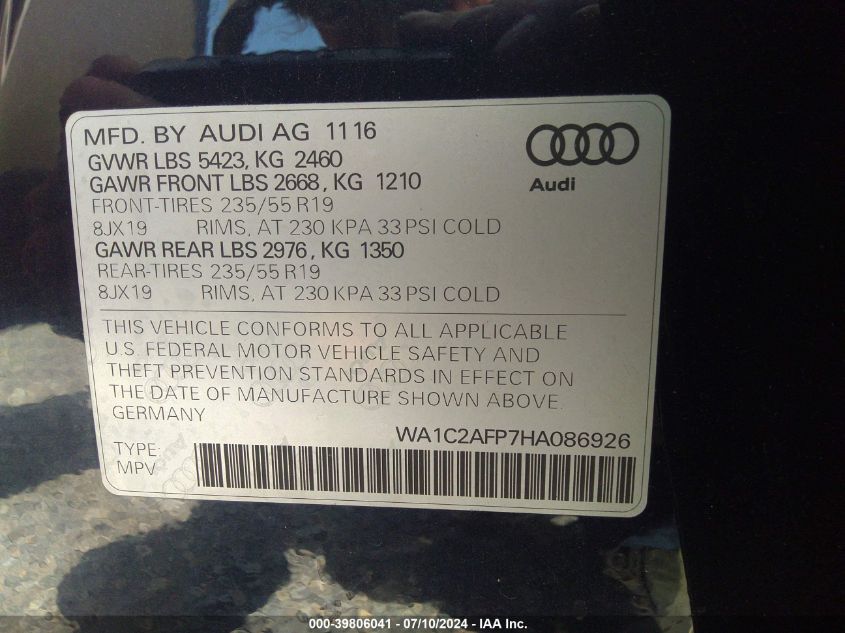 MFD. BY AUDI AG 11 16
GVWR LBS 5423, KG 2460
GAWR FRONT LBS 2668, KG 1210
FRONT-TIRES 235/55 R19
8JX19 RIMS, AT 230 KPA 33 PSI COLD
GAWR REAR LBS 2976, KG 1350
REAR-TIRES 235/55 R19
8JX19 RIMS, AT 230 KPA 33 PSI COLD
Audi
THIS VEHICLE CONFORMS TO ALL APPLICABLE
U.S. FEDERAL MOTOR VEHICLE SAFETY AND
THEFT PREVENTION STANDARDS IN EFFECT ON
THE DATE OF MANUFACTURE SHOWN ABOVE.
GERMANY
WA1C2AFP7HA086926
TYPE:
MPV
000-39806041 - 07/10/2024 - IAA Inc.